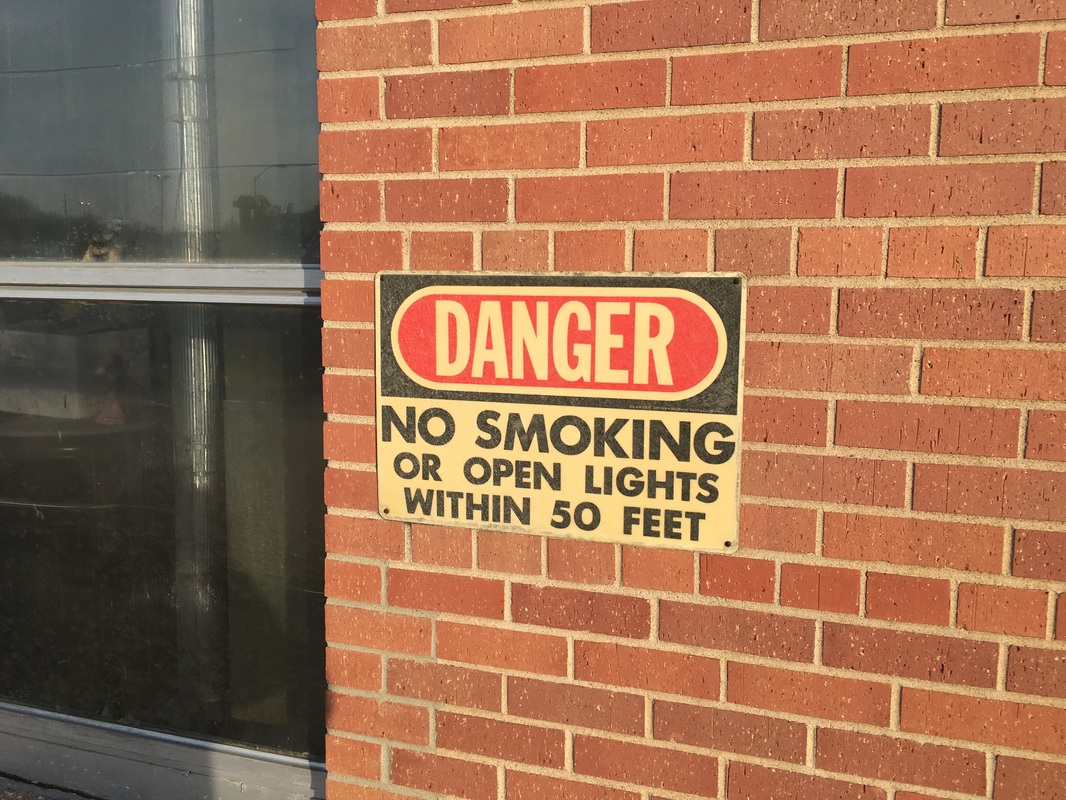 DANGER
NO SMOKING
OR OPEN LIGHTS
WITHIN 50 FEET